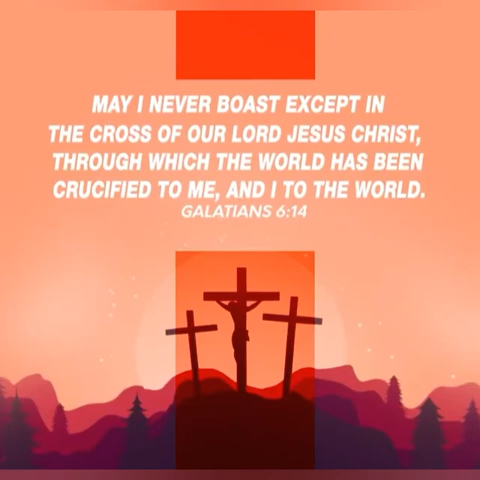 MAY I NEVER BOAST EXCEPT IN
THE CROSS OF OUR LORD JESUS CHRIST,
THROUGH WHICH THE WORLD HAS BEEN
CRUCIFIED TO ME, AND I TO THE WORLD.
GALATIANS 6:14